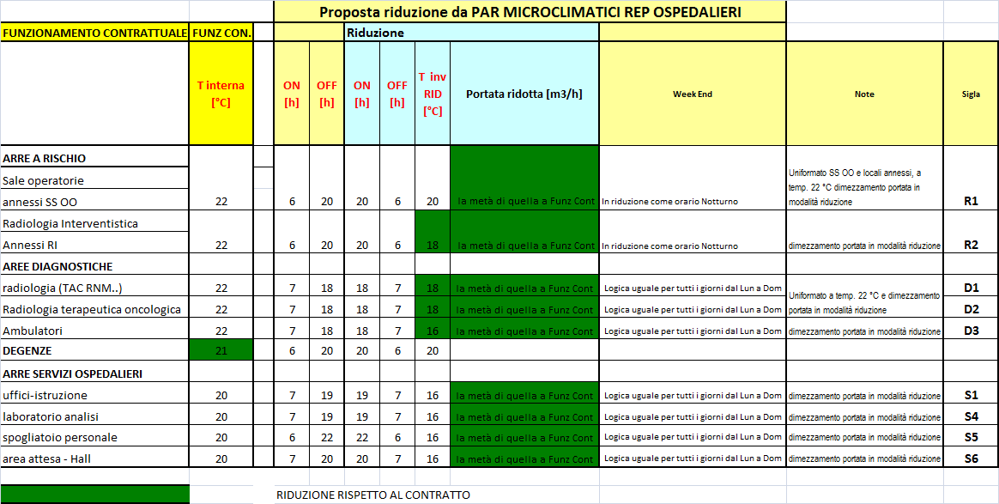 Proposta riduzione da PAR MICROCLIMATICI REP OSPEDALIERI
FUNZIONAMENTO CONTRATTUALE FUNZ CON. Riduzione
T interna [°C] ON [h] OFF [h] ON [h] OFF [h] T inv RID [°C] Portata ridotta [m3/h] Week End Note Sigla
ARRE A RISCHIO
Sale operatorie
annessi SS OO 22 6 20 20 6 20 la metà di quella a Funz Cont In riduzione come orario Notturno Uniformato SS OO e locali annessi, a temp. 22 °C dimezzamento portata in modalità riduzione R1
Radiologia Interventistica
Annessi RI 22 6 20 20 6 18 la metà di quella a Funz Cont In riduzione come orario Notturno dimezzamento portata in modalità riduzione R2
AREE DIAGNOSTICHE
radiologia (TAC RNM..) 22 7 18 18 7 18 la metà di quella a Funz Cont Logica uguale per tutti i giorni dal Lun a Dom Uniformato a temp. 22 °C e dimezzamento portata in modalità riduzione D1
Radiologia terapeutica oncologica 22 7 18 18 7 18 la metà di quella a Funz Cont Logica uguale per tutti i giorni dal Lun a Dom D2
Ambulatori 22 7 18 18 7 16 la metà di quella a Funz Cont Logica uguale per tutti i giorni dal Lun a Dom dimezzamento portata in modalità riduzione D3
DEGENZE 21 6 20 20 6 20
ARRE SERVIZI OSPEDALIERI
uffici-istruzione 20 7 19 19 7 16 la metà di quella a Funz Cont Logica uguale per tutti i giorni dal Lun a Dom dimezzamento portata in modalità riduzione S1
laboratorio analisi 20 7 19 19 7 16 la metà di quella a Funz Cont Logica uguale per tutti i giorni dal Lun a Dom dimezzamento portata in modalità riduzione S4
spogliatoio personale 20 6 22 22 6 16 la metà di quella a Funz Cont Logica uguale per tutti i giorni dal Lun a Dom dimezzamento portata in modalità riduzione S5
area attesa - Hall 20 7 20 20 7 16 la metà di quella a Funz Cont Logica uguale per tutti i giorni dal Lun a Dom dimezzamento portata in modalità riduzione S6
RIDUZIONE RISPETTO AL CONTRATTO